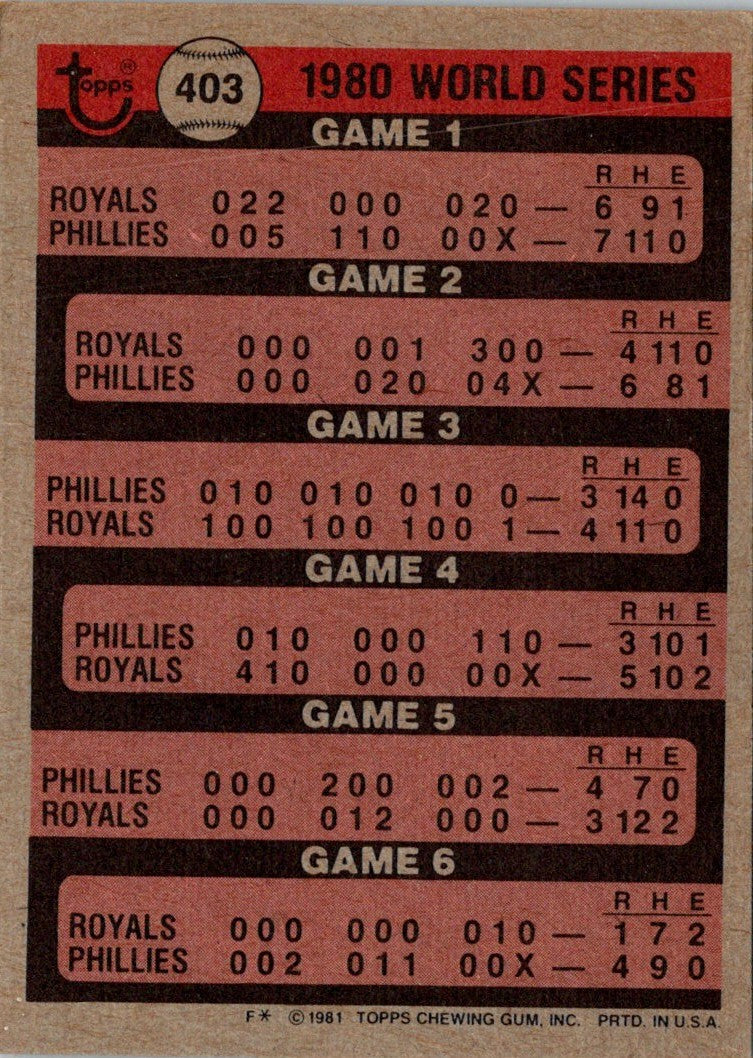 Topps® 403 1980 WORLD SERIES
GAME 1
R H E
ROYALS 022 000 020 — 6 9 1
PHILLIES 005 110 00X — 7 11 0
GAME 2
R H E
ROYALS 000 001 300 — 4 11 0
PHILLIES 000 020 04X — 6 8 1
GAME 3
R H E
PHILLIES 010 010 010 0 — 3 14 0
ROYALS 100 100 100 1 — 4 11 0
GAME 4
R H E
PHILLIES 010 000 110 — 3 10 1
ROYALS 410 000 00X — 5 10 2
GAME 5
R H E
PHILLIES 000 200 002 — 4 7 0
ROYALS 000 012 000 — 3 12 2
GAME 6
R H E
ROYALS 000 000 010 — 1 7 2
PHILLIES 002 011 00X — 4 9 0
F* © 1981 TOPPS CHEWING GUM, INC. PRTD. IN U.S.A.